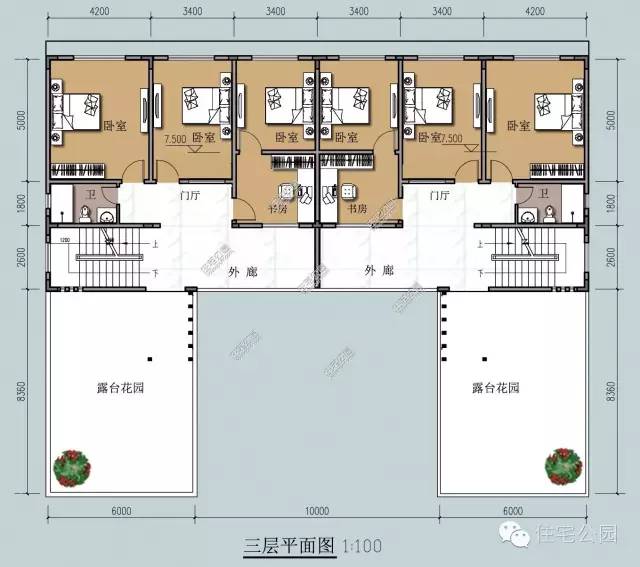 4200 3400 3400 3400 3400 4200
5000 1800 2600 8360
卧室 卧室 卧室 卧室 卧室 卧室
7.500 7.500
卫 门厅 书房 书房 门厅 卫
1200 上 上
下 外廊 外廊 下
露台花园 露台花园
5000 1800 2600 8360
6000 10000 6000
三层平面图 1:100
住宅公园